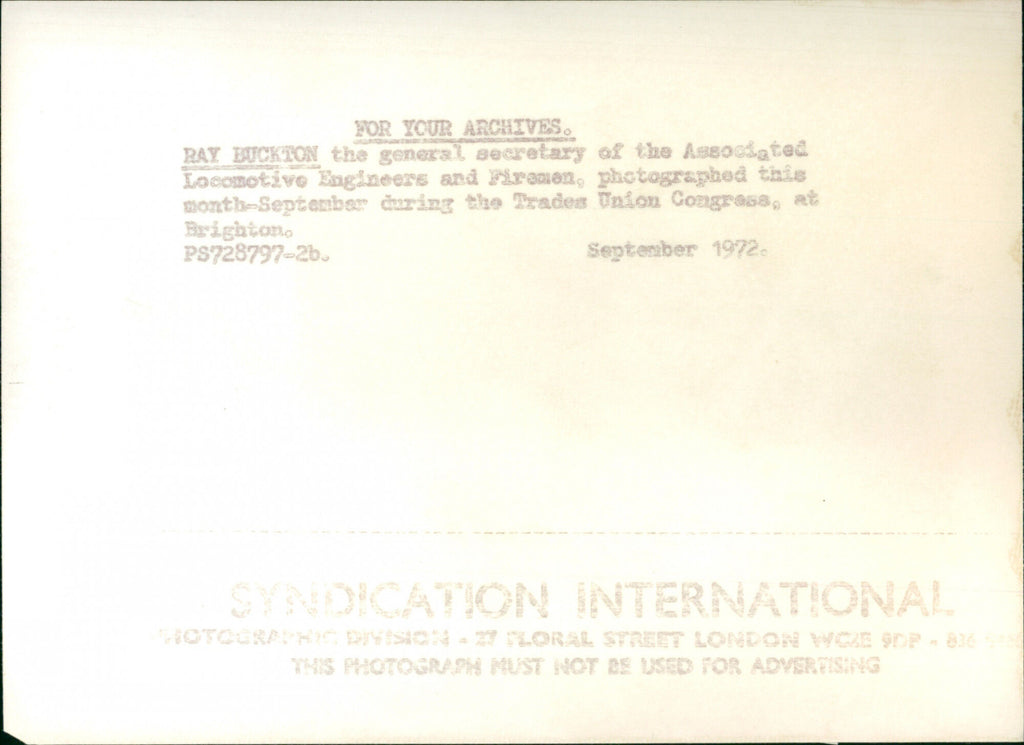 FOR YOUR ARCHIVES.
RAY BUCKTON the general secretary of the Associated
Locomotive Engineers and Firemen, photographed this
month-September during the Trades Union Congress, at
Brighton.
PS728797-2b. September 1972.
SYNDICATION INTERNATIONAL
PHOTOGRAPHIC DIVISION - 27 FLORAL STREET LONDON WC2E 9DP - 836
THIS PHOTOGRAPH MUST NOT BE USED FOR ADVERTISING